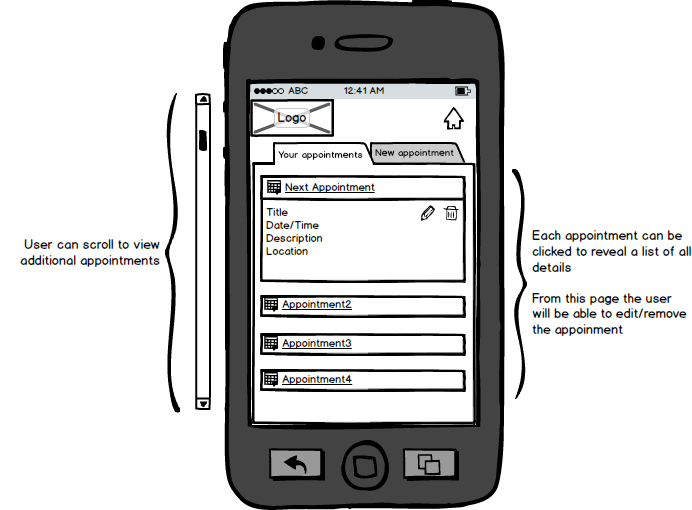 ABC 12:41 AM
Logo
Your appointments New appointment
Next Appointment
Title
Date/Time
Description
Location
Appointment2
Appointment3
Appointment4
User can scroll to view
additional appointments
Each appointment can be
clicked to reveal a list of all
details
From this page the user
will be able to edit/remove
the appoinment